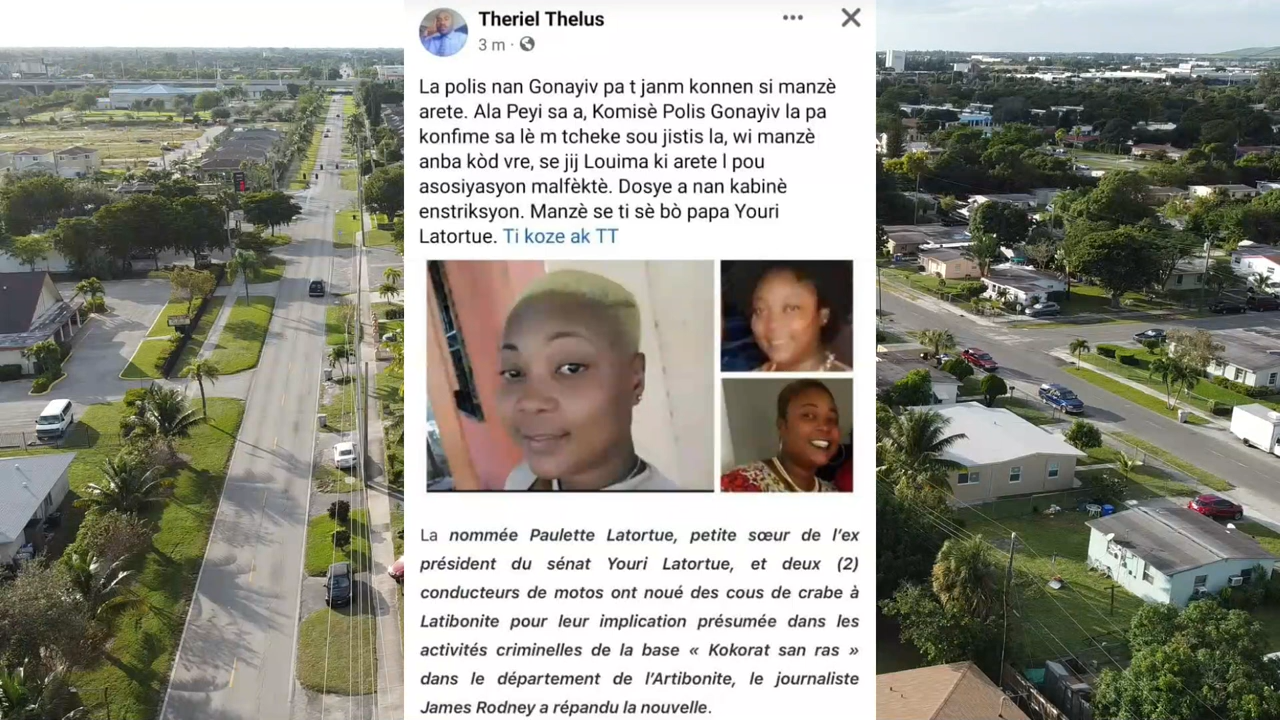 Theriel Thelus
3 m ·
La polis nan Gonayiv pa t janm konnen si manzè
arete. Ala Peyi sa a, Komisè Polis Gonayiv la pa
konfime sa lè m tcheke sou jistis la, wi manzè
anba kòd vre, se jij Louima ki arete l pou
asosiyasyon malfèktè. Dosye a nan kabinè
enstriksyon. Manzè se ti sè bò papa Youri
Latortue. Ti koze ak TT
La nommée Paulette Latortue, petite sœur de l'ex
président du sénat Youri Latortue, et deux (2)
conducteurs de motos ont noué des cous de crabe à
Latibonite pour leur implication présumée dans les
activités criminelles de la base « Kokorat san ras »
dans le département de l'Artibonite, le journaliste
James Rodney a répandu la nouvelle.